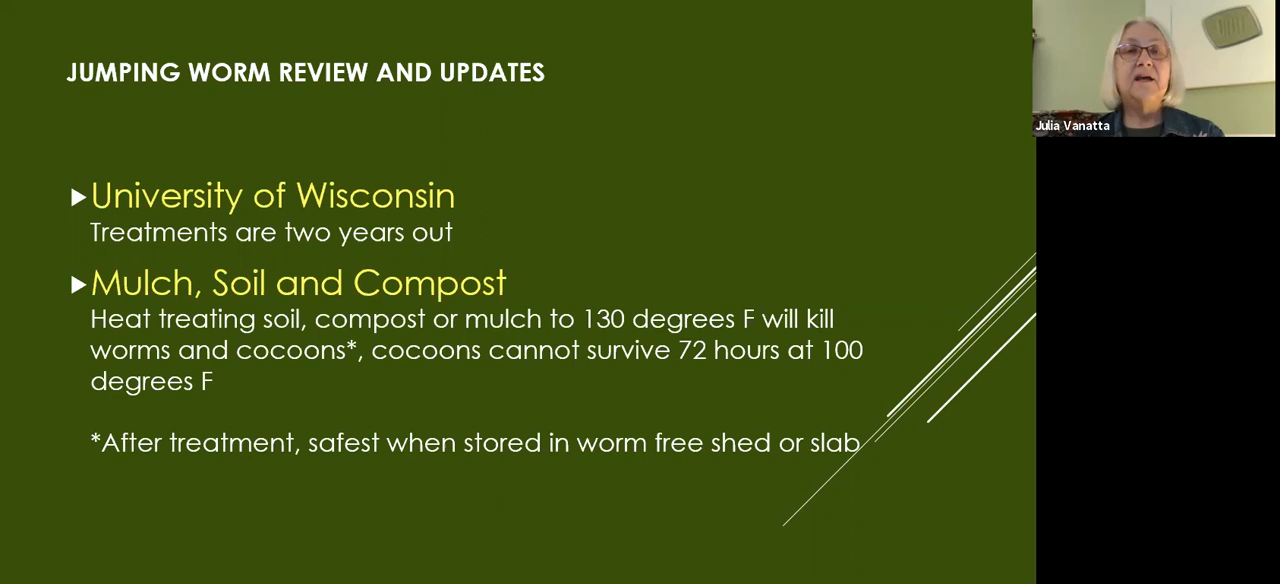 JUMPING WORM REVIEW AND UPDATES
University of Wisconsin
Treatments are two years out
Mulch, Soil and Compost
Heat treating soil, compost or mulch to 130 degrees F will kill
worms and cocoons*, cocoons cannot survive 72 hours at 100
degrees F
*After treatment, safest when stored in worm free shed or slab
Julia Vanatta